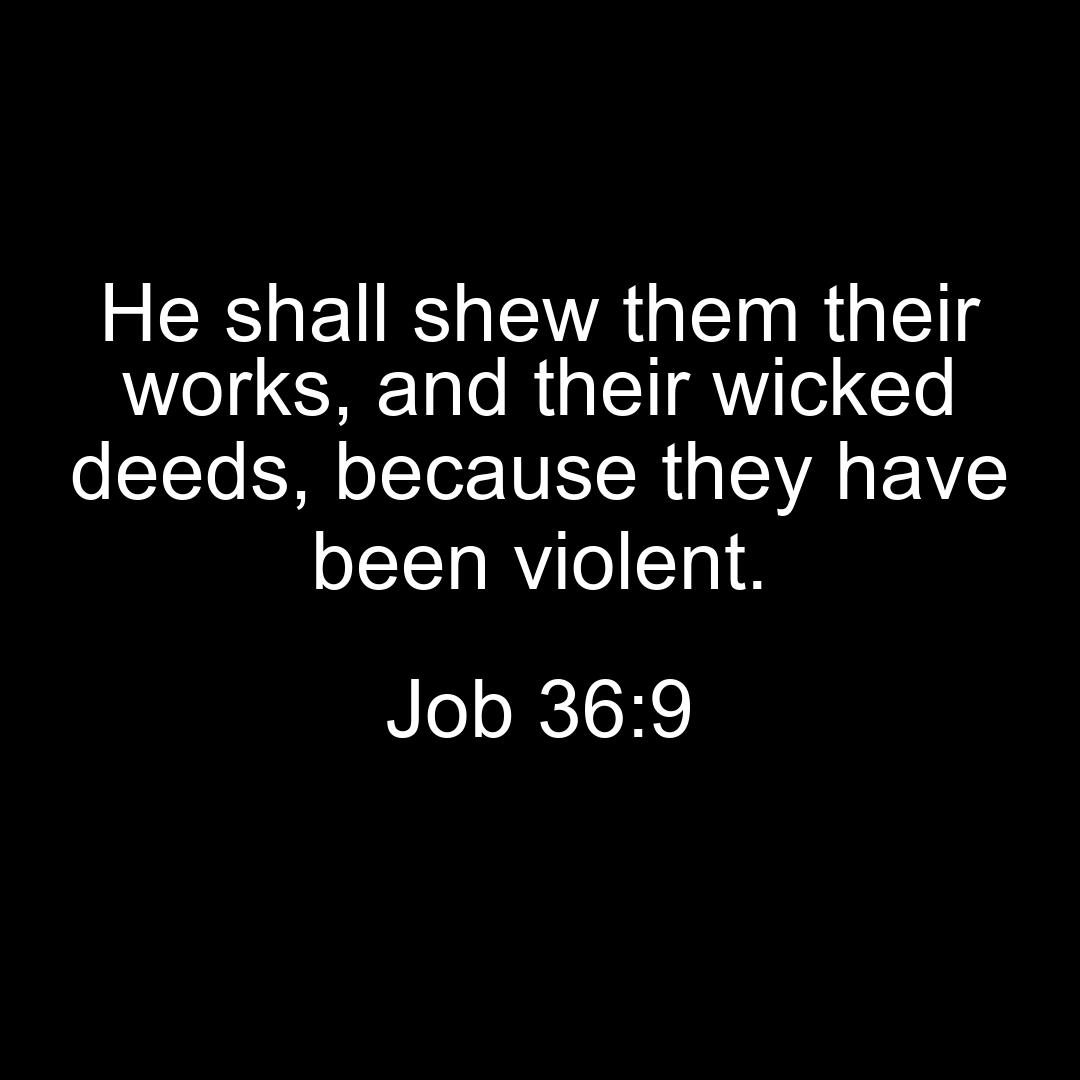 He shall shew them their
works, and their wicked
deeds, because they have
been violent.
Job 36:9